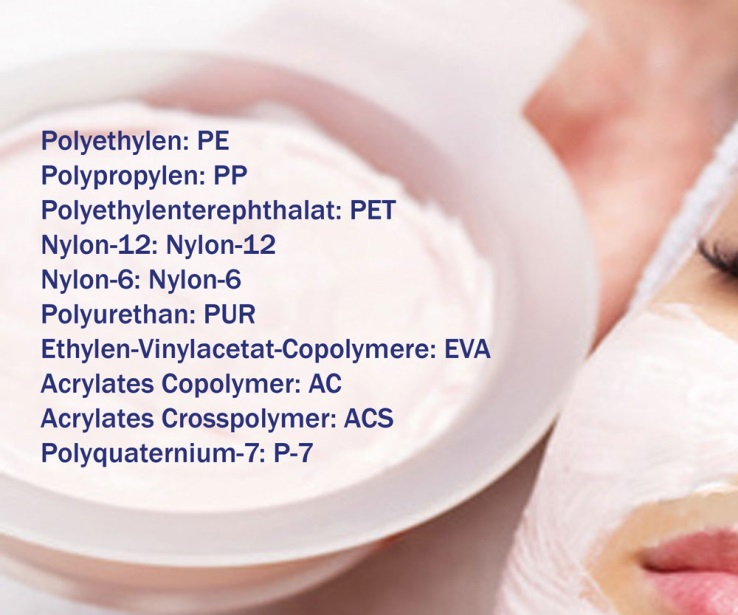 Polyethylen: PE
Polypropylen: PP
Polyethylenterephthalat: PET
Nylon-12: Nylon-12
Nylon-6: Nylon-6
Polyurethan: PUR
Ethylen-Vinylacetat-Copolymere: EVA
Acrylates Copolymer: AC
Acrylates Crosspolymer: ACS
Polyquaternium-7: P-7